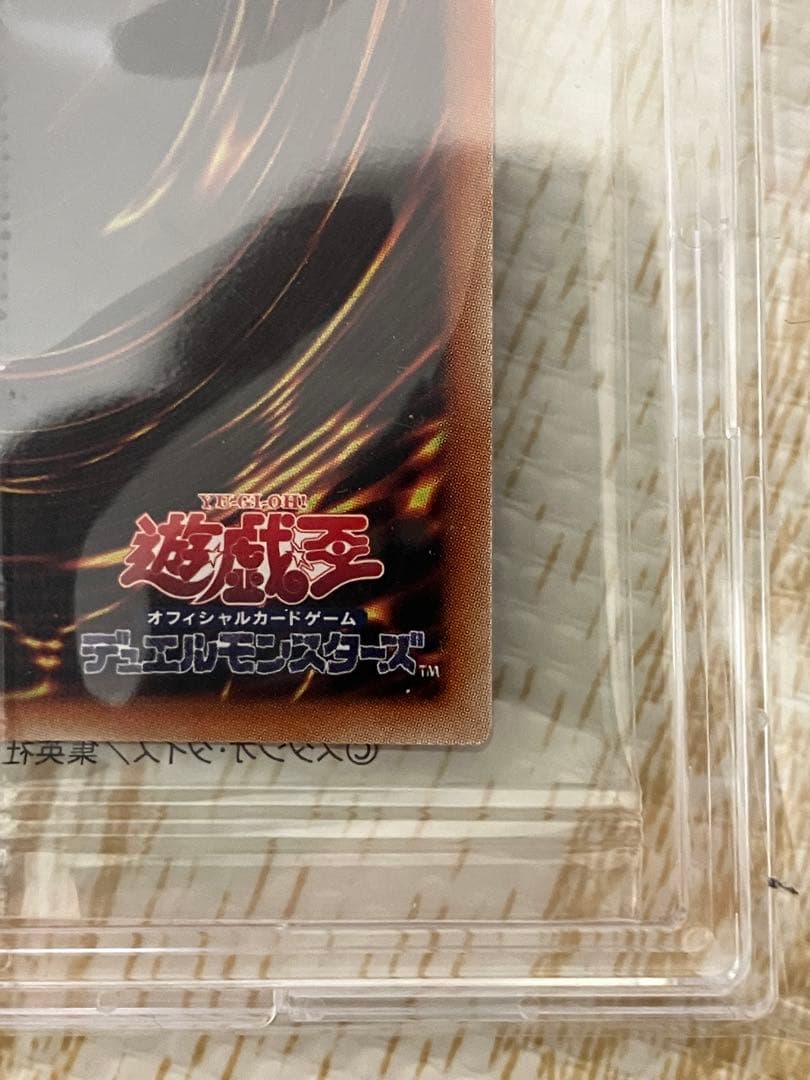 YU-GI-OH!
遊戯王
オフィシャルカードゲーム
デュエルモンスターズ™
©スタジオ・ダイス/集英社